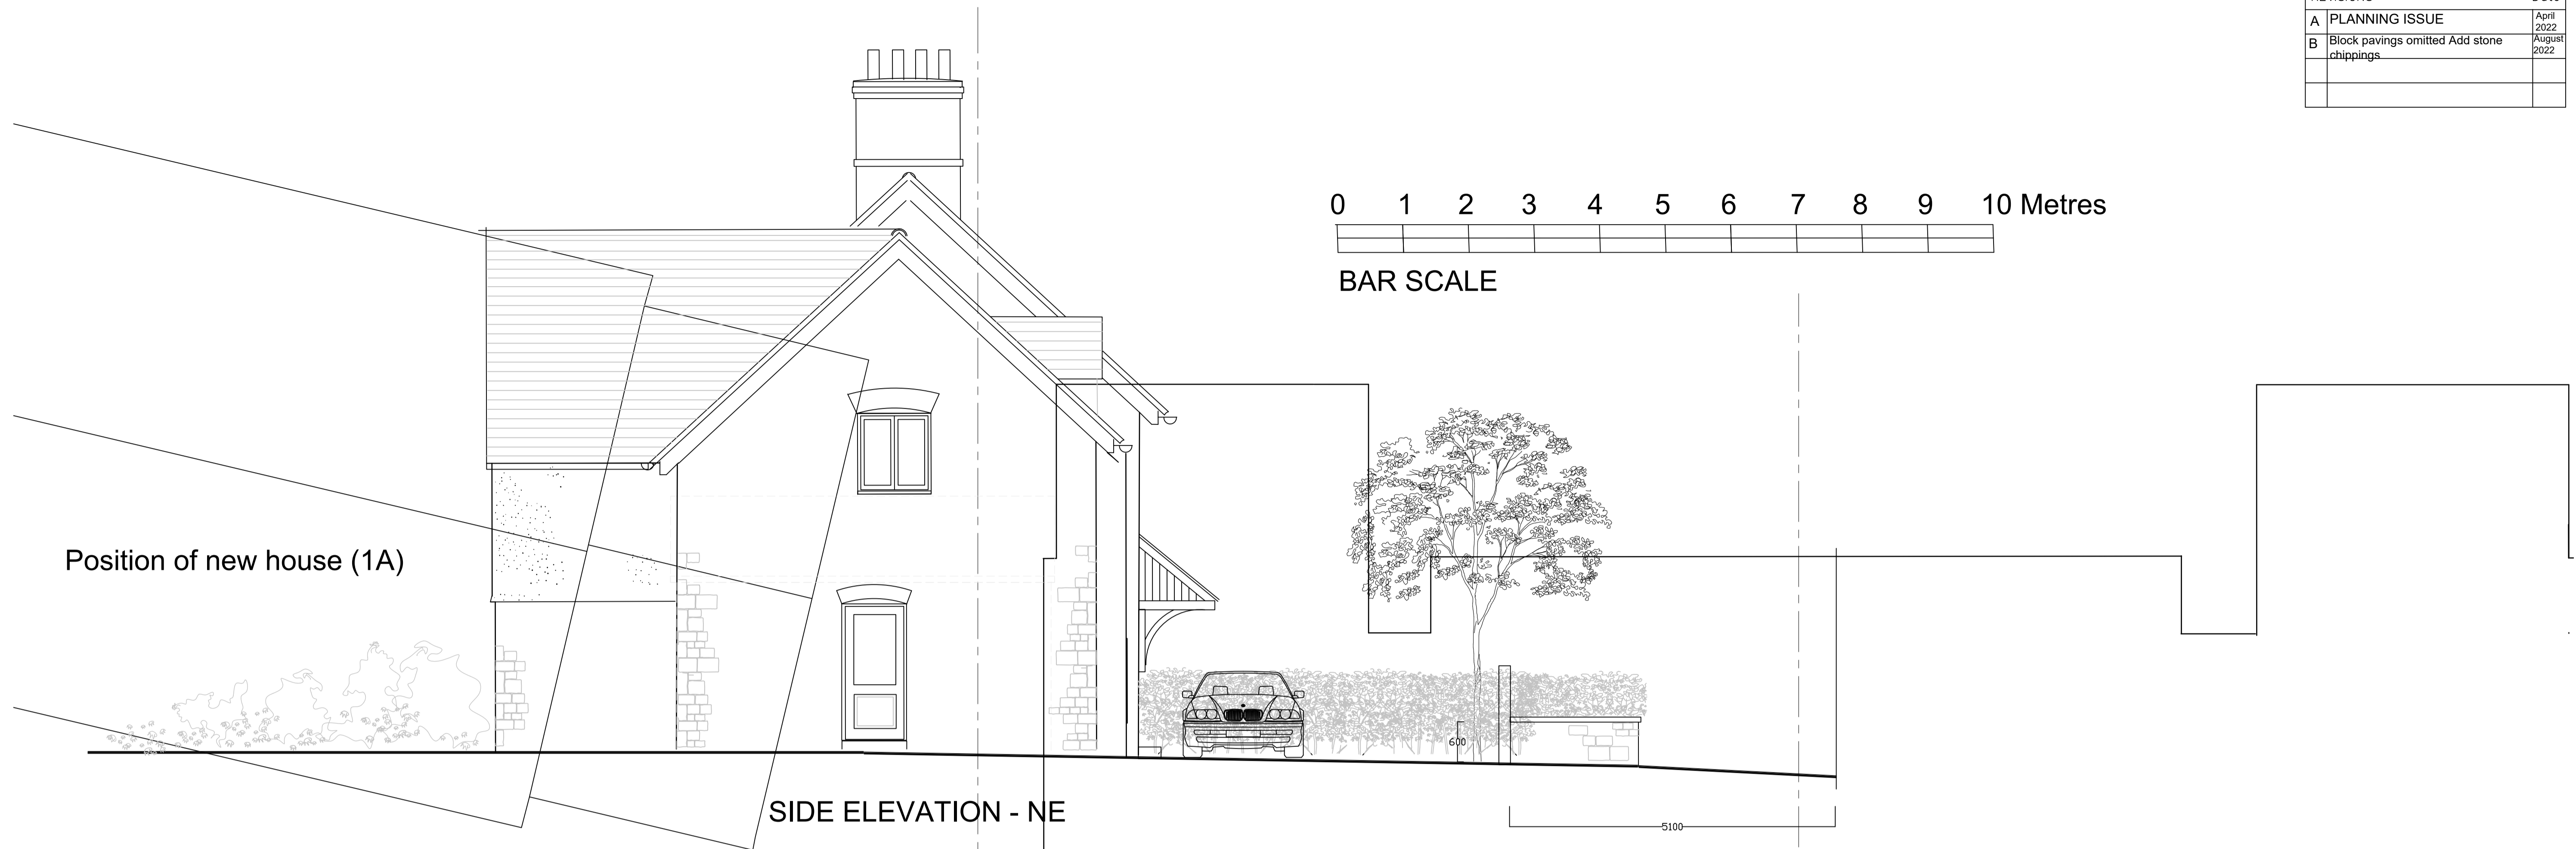 A PLANNING ISSUE April 2022
B Block pavings omitted Add stone chippings August 2022
0 1 2 3 4 5 6 7 8 9 10 Metres
BAR SCALE
Position of new house (1A)
600
SIDE ELEVATION - NE
5100